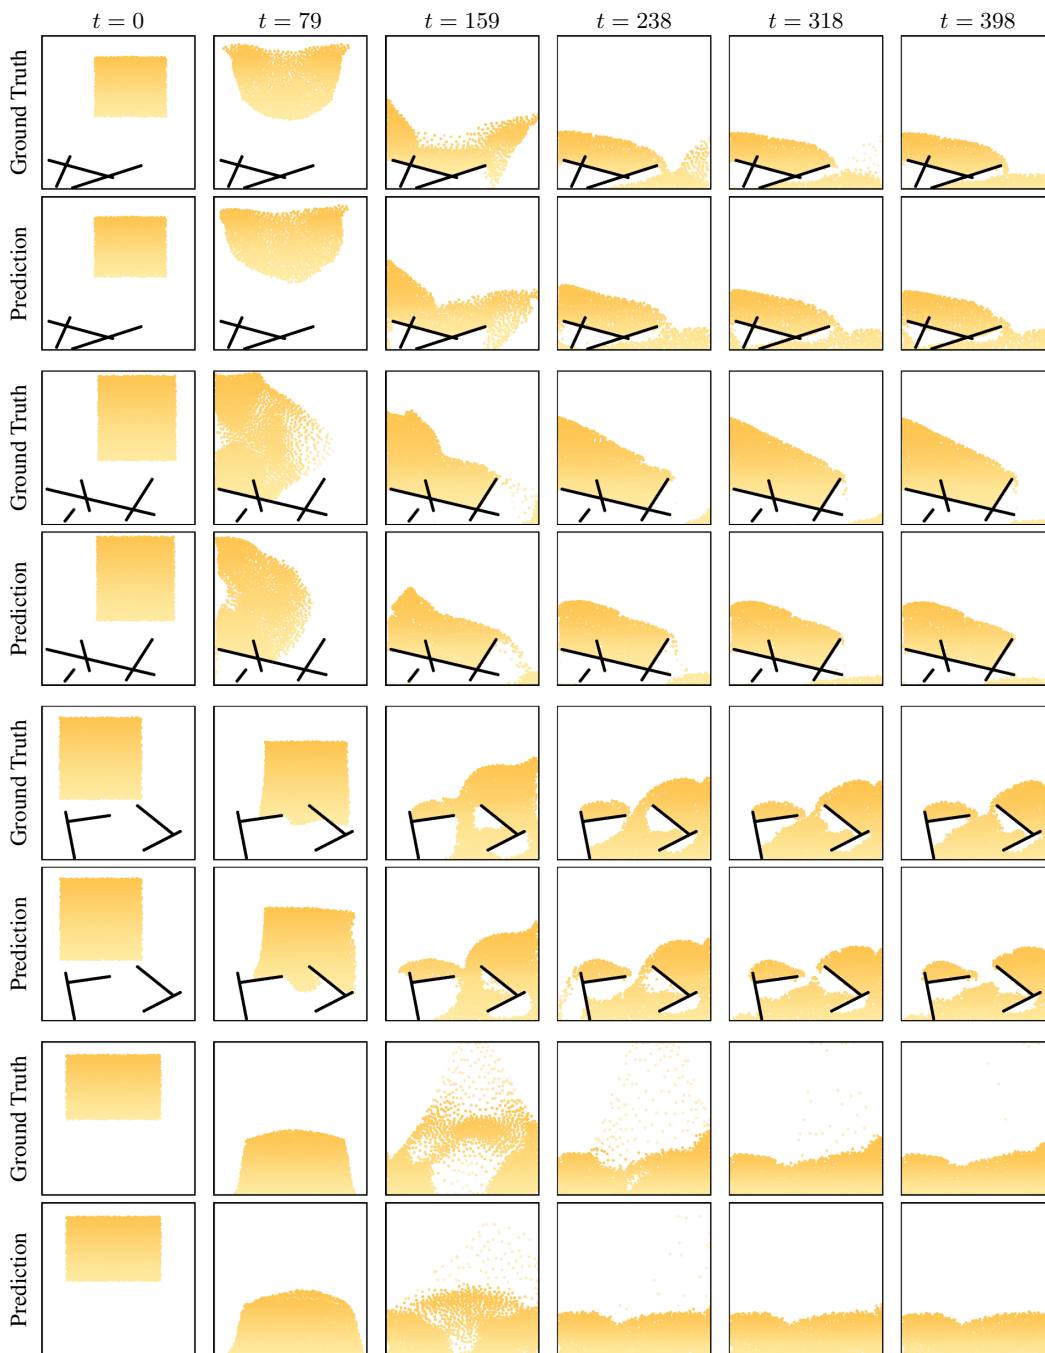 t = 0 t = 79 t = 159 t = 238 t = 318 t = 398
Ground Truth
Prediction
Ground Truth
Prediction
Ground Truth
Prediction
Ground Truth
Prediction